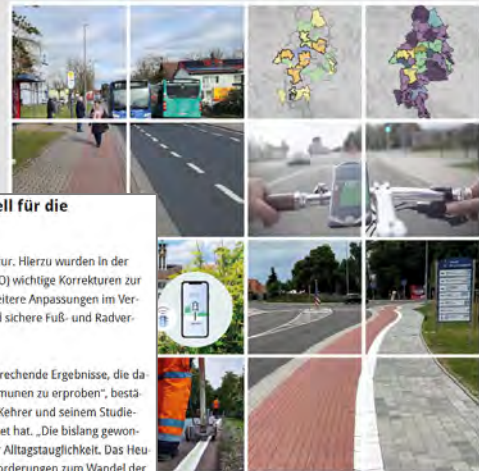 ell für die
tur. Hierzu wurden in der
O) wichtige Korrekturen zur
eitere Anpassungen im Ver-
d sichere Fuß- und Radver-
rechende Ergebnisse, die da-
munen zu erproben“, bestä-
Kehrer und seinem Studie-
et hat. „Die bislang gewon-
r Alltagstauglichkeit. Das Heu-
orderungen zum Wandel der